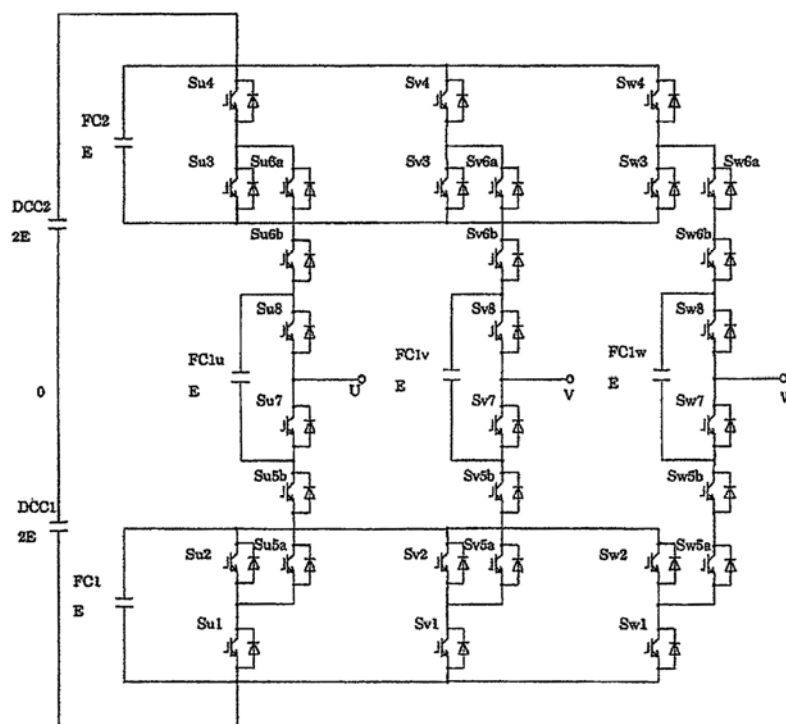 Su4 Sv4 Sw4
FC2
E
Su3 Su6a Sv3 Sv6a Sw3 Sw6a
DCC2
2E
Su6b Sv6b Sw6b
Su8 Sv8 Sw8
FC1u FC1v FC1w
E E E
0
U V W
Su7 Sv7 Sw7
Su5b Sv5b Sw5b
DCC1
2E
Su2 Su5a Sv2 Sv5a Sw2 Sw5a
FC1
E
Su1 Sv1 Sw1